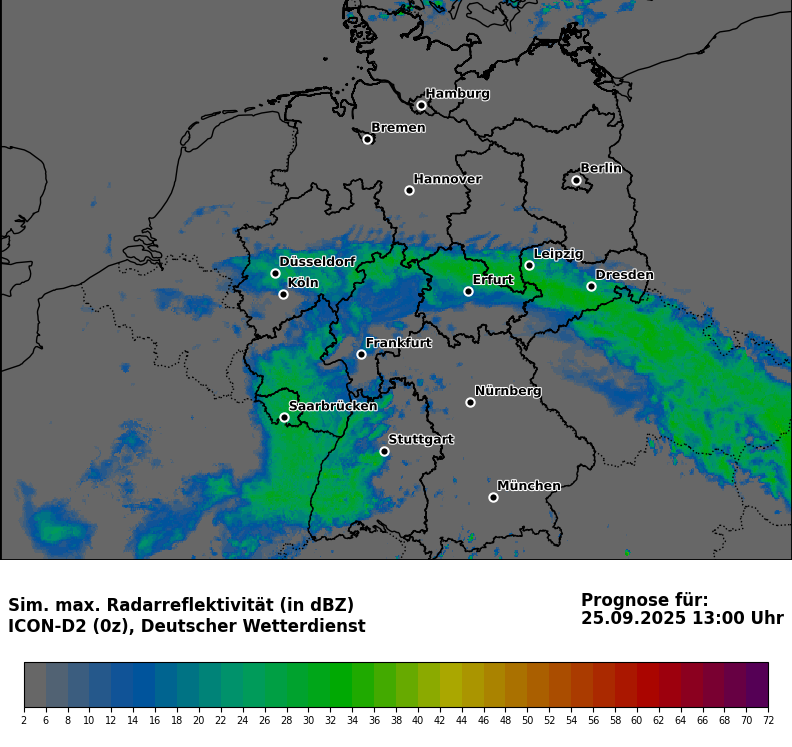 Hamburg
Bremen
Berlin
Hannover
Leipzig
Düsseldorf
Dresden
Köln
Erfurt
Frankfurt
Nürnberg
Saarbrücken
Stuttgart
München
Sim. max. Radarreflektivität (in dBZ)
ICON-D2 (0z), Deutscher Wetterdienst
Prognose für:
25.09.2025 13:00 Uhr
2 6 8 10 12 14 16 18 20 22 24 26 28 30 32 34 36 38 40 42 44 46 48 50 52 54 56 58 60 62 64 66 68 70 72